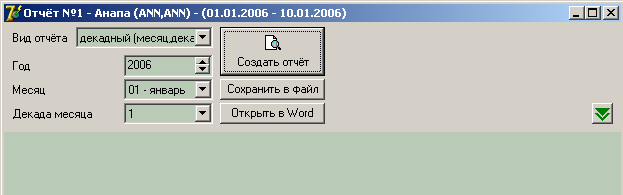 Отчёт №1 - Анапа (ANN,ANN) - (01.01.2006 - 10.01.2006)
Вид отчёта декадный (месяц,дека
Создать отчёт
Год 2006
Месяц 01 - январь Сохранить в файл
Декада месяца 1 Открыть в Word